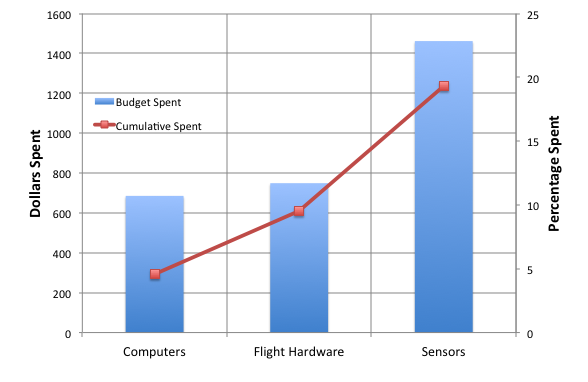 1600
1400
1200
1000
800
600
400
200
0
Dollars Spent
Budget Spent
Cumulative Spent
25
20
15
10
5
0
Percentage Spent
Computers
Flight Hardware
Sensors